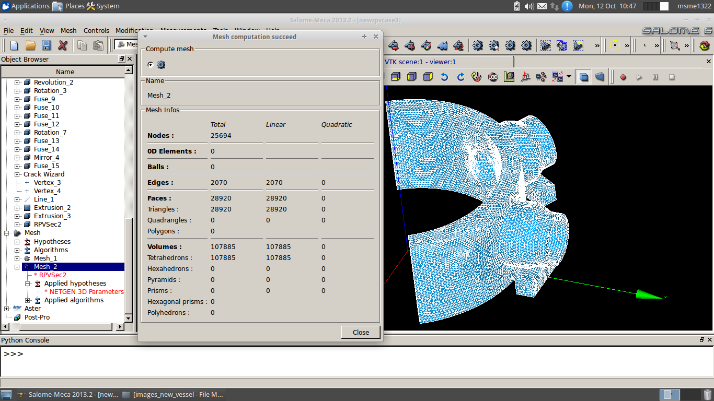 Applications Places System
Mon, 12 Oct, 10:47 insme1322
Salome-Meca 2013.2 - [new
File Edit View Mesh Controls
SALOME 6
Mesh computation succeed
Compute mesh
Name
Mesh_2
Mesh Infos
Total Linear Quadratic
Nodes : 25694
0D Elements : 0
Balls : 0
Edges : 2070 2070 0
Faces : 28920 28920 0
Triangles : 28920 28920 0
Quadrangles : 0 0 0
Polygons : 0
Volumes : 107885 107885 0
Tetrahedrons : 107885 107885 0
Hexahedrons : 0 0 0
Pyramids : 0 0 0
Prisms : 0 0 0
Hexagonal prisms : 0
Polyhedrons : 0
Close
Object Browser
Name
Revolution_2
Rotation_3
Fuse_9
Fuse_10
Fuse_11
Fuse_12
Rotation_7
Fuse_13
Fuse_14
Mirror_4
Fuse_15
Crack Wizard
Vertex_3
Vertex_4
Line_1
Extrusion_2
Extrusion_3
RPVSec2
Mesh
Hypotheses
Algorithms
Mesh_1
Mesh_2
* RPVSec2
Applied hypotheses
* NETGEN 3D Parameters
Applied algorithms
Aster
Post-Pro
VTK scene:1 - viewer:1
Python Console
>>>
Salome-Meca 2013.2 - [new...
[images_new_vessel - File M...